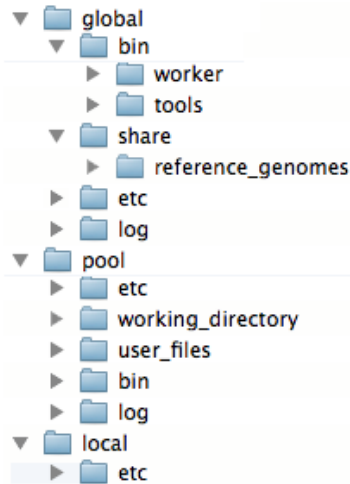 global
bin
worker
tools
share
reference_genomes
etc
log
pool
etc
working_directory
user_files
bin
log
local
etc